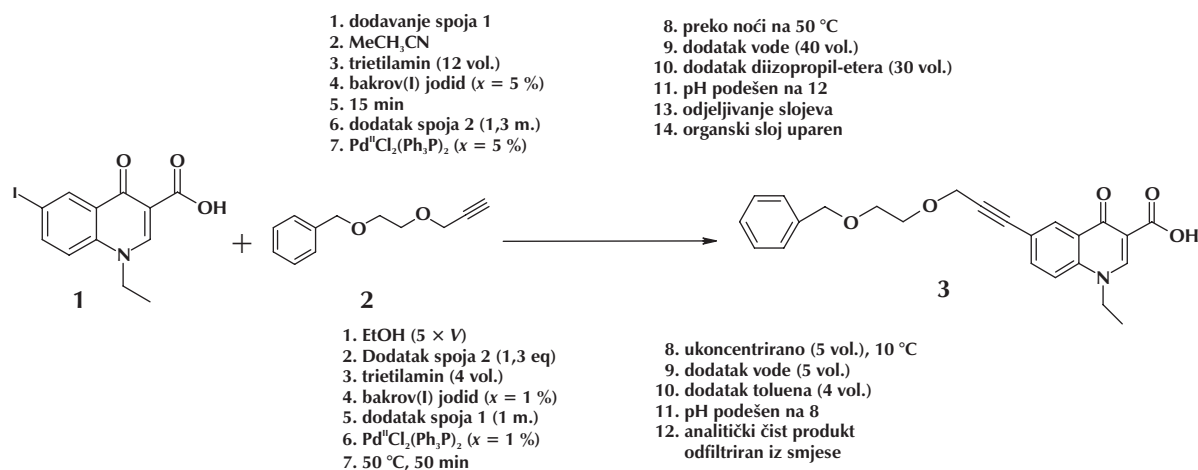 1. dodavanje spoja 1
2. MeCH₃CN
3. trietilamin (12 vol.)
4. bakrov(I) jodid (x = 5 %)
5. 15 min
6. dodatak spoja 2 (1,3 m.)
7. PdᴵᴵCl₂(Ph₃P)₂ (x = 5 %)
8. preko noći na 50 °C
9. dodatak vode (40 vol.)
10. dodatak diizopropil-etera (30 vol.)
11. pH podešen na 12
13. odjeljivanje slojeva
14. organski sloj uparen
I
O
O
OH
N
1
+
O
O
2
O
O
O
O
OH
N
3
1. EtOH (5 × V)
2. Dodatak spoja 2 (1,3 eq)
3. trietilamin (4 vol.)
4. bakrov(I) jodid (x = 1 %)
5. dodatak spoja 1 (1 m.)
6. PdᴵᴵCl₂(Ph₃P)₂ (x = 1 %)
7. 50 °C, 50 min
8. ukoncentrirano (5 vol.), 10 °C
9. dodatak vode (5 vol.)
10. dodatak toluena (4 vol.)
11. pH podešen na 8
12. analitički čist produkt
odfiltriran iz smjese